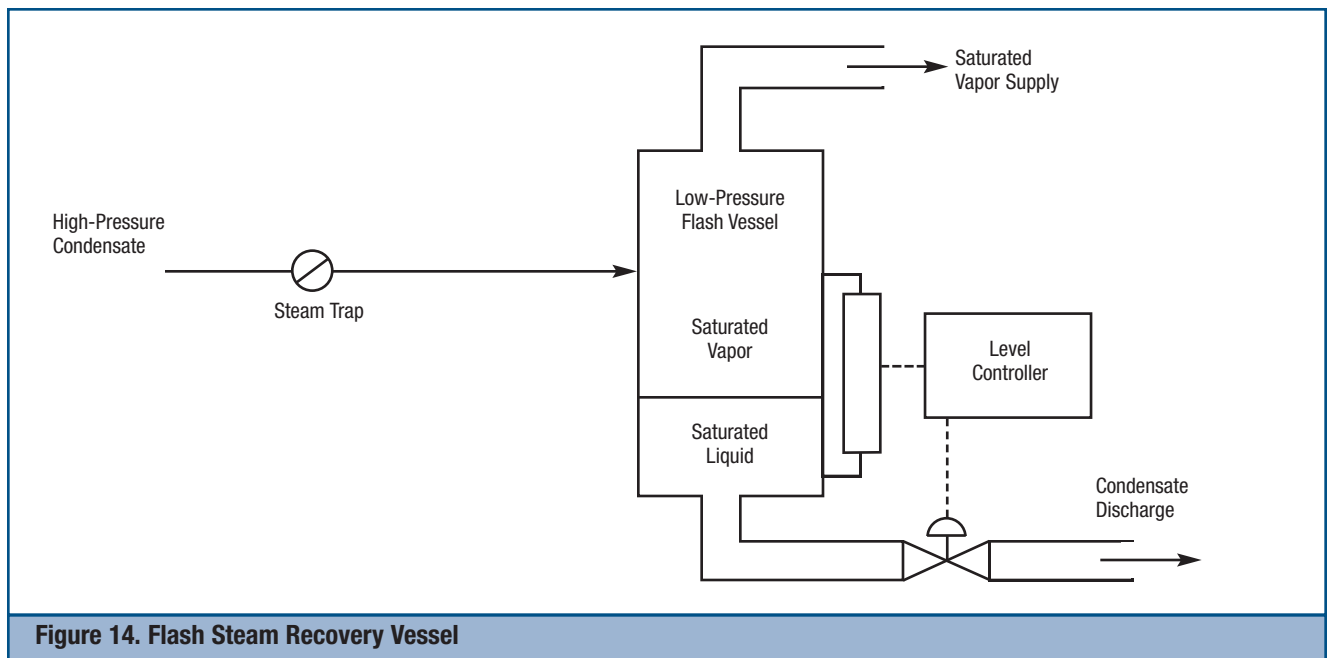 Saturated
Vapor Supply
Low-Pressure
Flash Vessel
High-Pressure
Condensate
Steam Trap
Saturated
Vapor
Level
Controller
Saturated
Liquid
Condensate
Discharge
Figure 14. Flash Steam Recovery Vessel